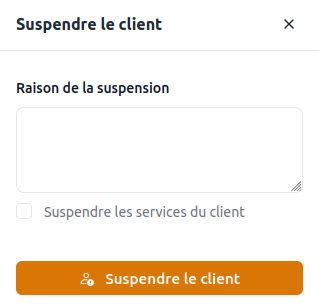 Suspendre le client
Raison de la suspension
Suspendre les services du client
Suspendre le client